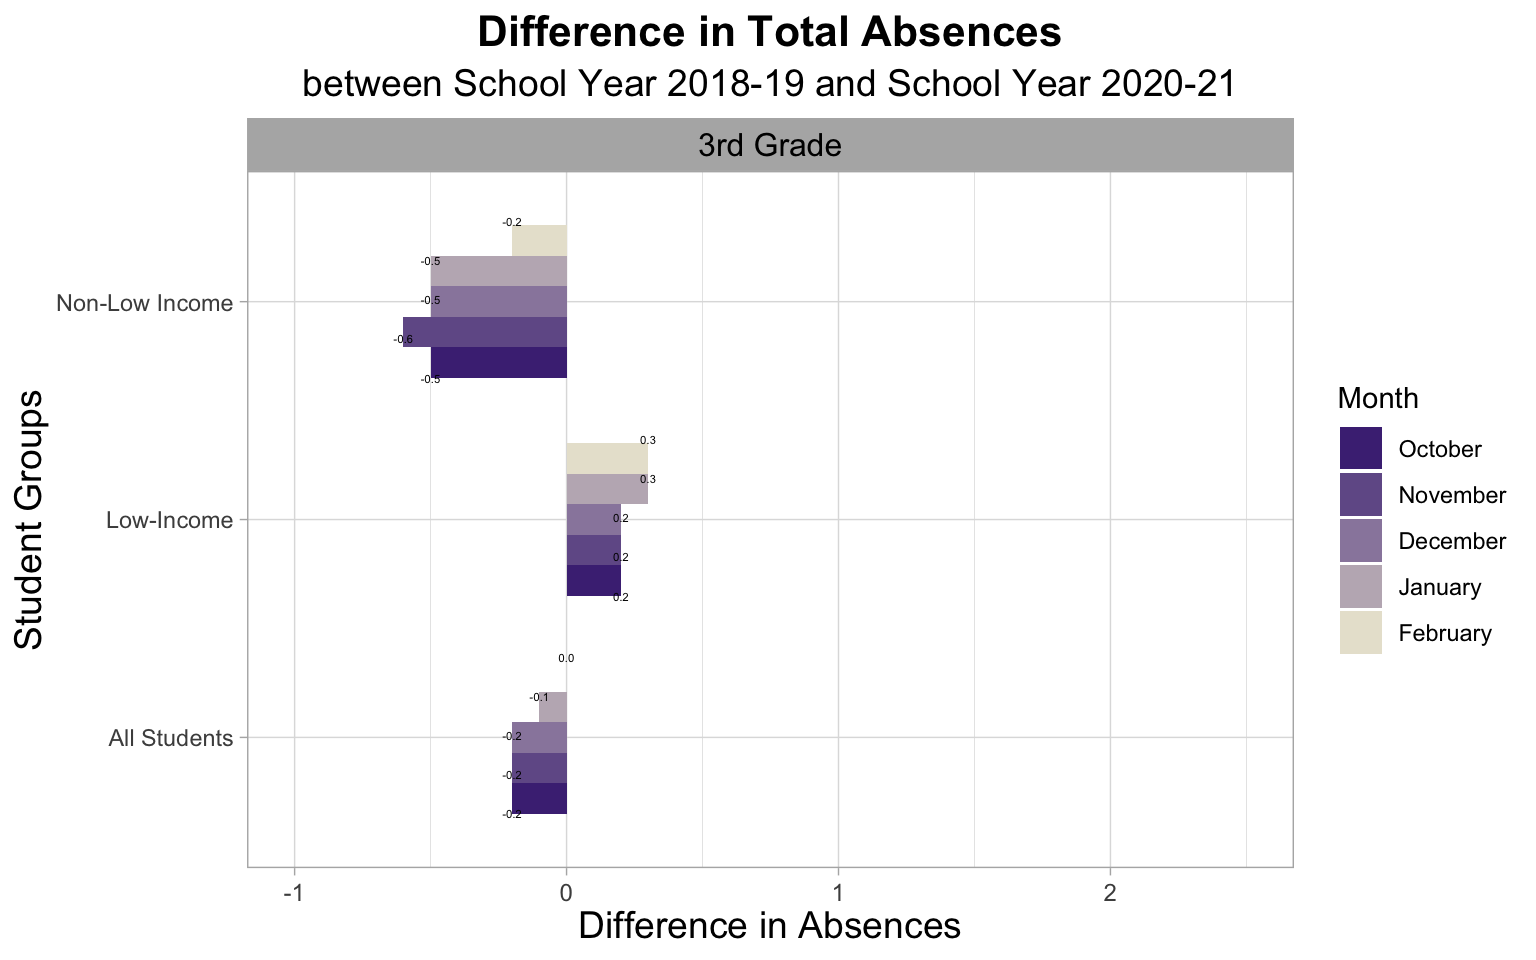 Difference in Total Absences
between School Year 2018-19 and School Year 2020-21
3rd Grade
Student Groups
Non-Low Income
-0.2
-0.5
-0.5
-0.6
-0.5
Low-Income
0.3
0.3
0.2
0.2
0.2
All Students
0.0
-0.1
-0.2
-0.2
-0.2
-1 0 1 2
Difference in Absences
Month
October
November
December
January
February